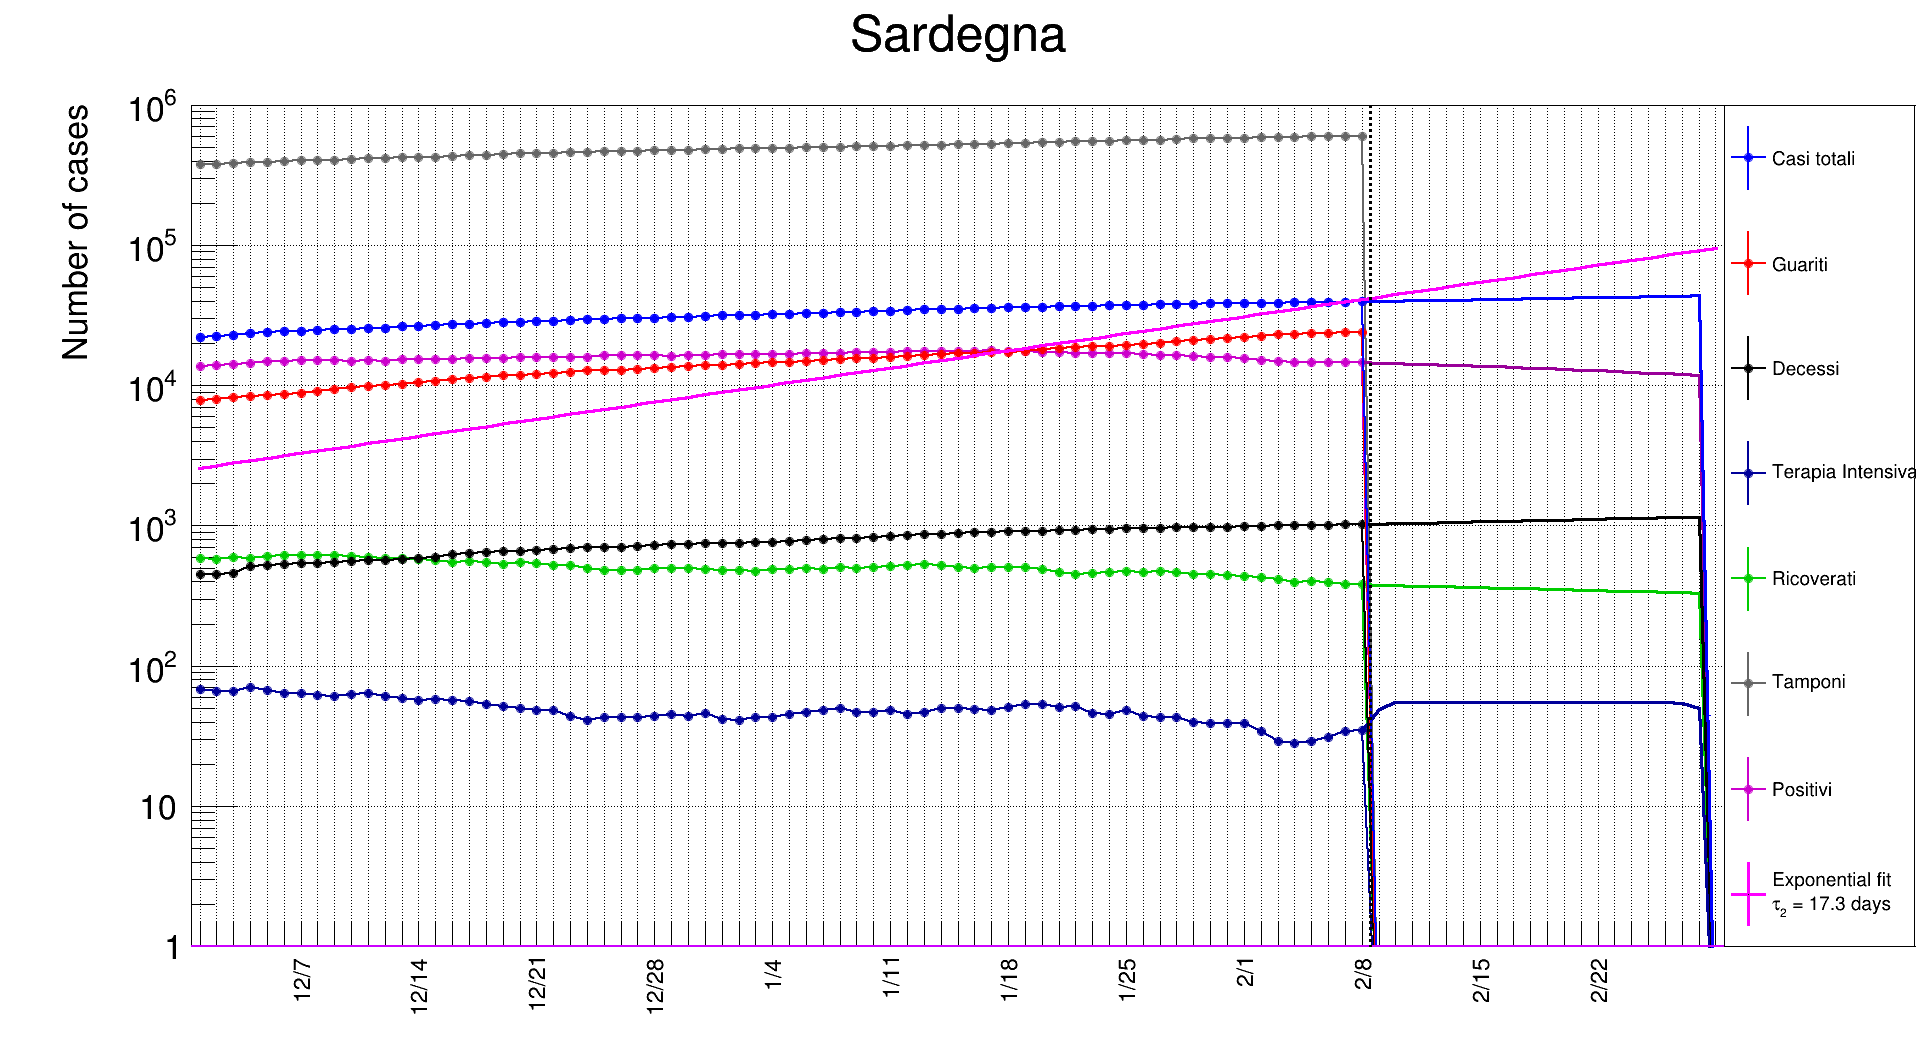 Sardegna
Number of cases
10^6
10^5
10^4
10^3
10^2
10
1
12/7
12/14
12/21
12/28
1/4
1/11
1/18
1/25
2/1
2/8
2/15
2/22
Casi totali
Guariti
Decessi
Terapia Intensiva
Ricoverati
Tamponi
Positivi
Exponential fit
τ_2 = 17.3 days